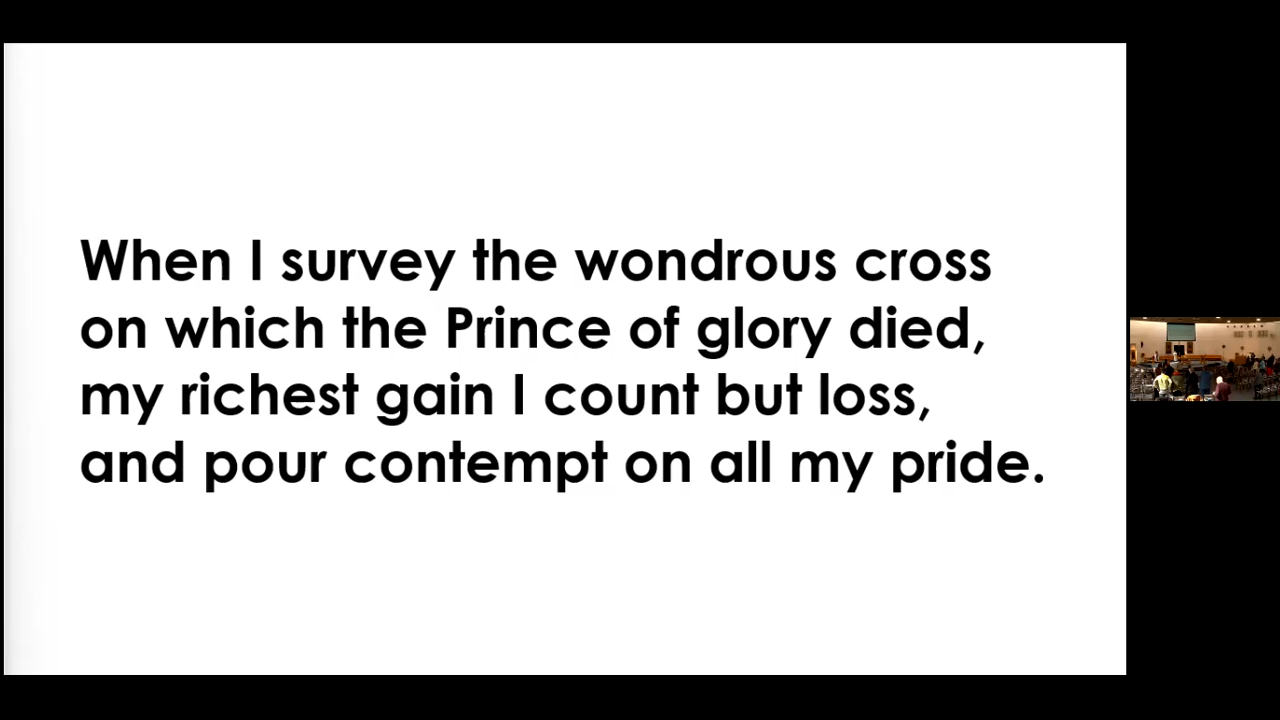 When I survey the wondrous cross
on which the Prince of glory died,
my richest gain I count but loss,
and pour contempt on all my pride.